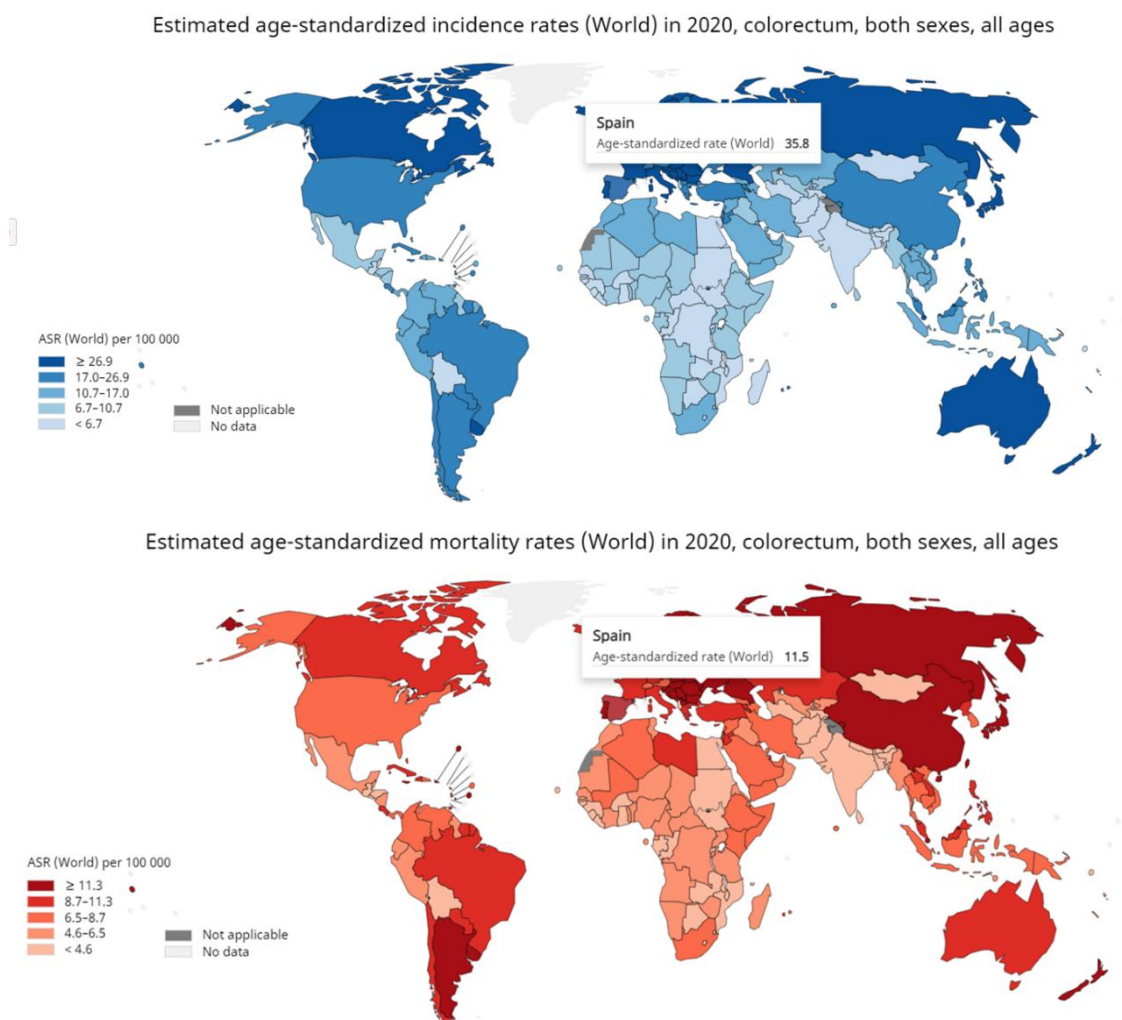 Estimated age-standardized incidence rates (World) in 2020, colorectum, both sexes, all ages
Spain
Age-standardized rate (World) 35.8
ASR (World) per 100 000
≥ 26.9
17.0–26.9
10.7–17.0
6.7–10.7
< 6.7
Not applicable
No data
Estimated age-standardized mortality rates (World) in 2020, colorectum, both sexes, all ages
Spain
Age-standardized rate (World) 11.5
ASR (World) per 100 000
≥ 11.3
8.7–11.3
6.5–8.7
4.6–6.5
< 4.6
Not applicable
No data